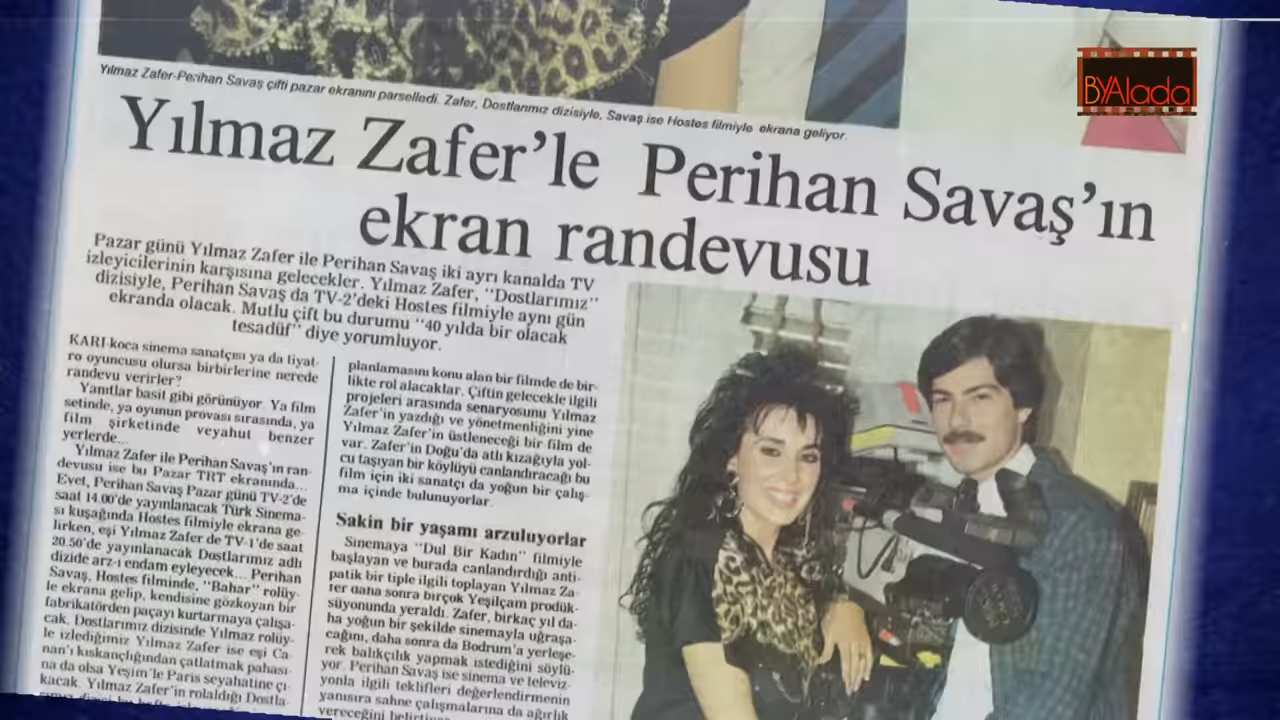 BYAlada
Yılmaz Zafer-Perihan Savaş çifti pazar ekranını parselledi. Zafer, Dostlarımız dizisiyle, Savaş ise Hostes filmiyle ekrana geliyor.
Yılmaz Zafer'le Perihan Savaş'ın
ekran randevusu
Pazar günü Yılmaz Zafer ile Perihan Savaş iki ayrı kanalda TV
izleyicilerinin karşısına gelecekler. Yılmaz Zafer, "Dostlarımız"
dizisiyle, Perihan Savaş da TV-2'deki Hostes filmiyle aynı gün
ekranda olacak. Mutlu çift bu durumu "40 yılda bir olacak
tesadüf" diye yorumluyor.
KARI-koca sinema sanatçısı ya da tiyat-
ro oyuncusu olursa birbirlerine nerede
randevu verirler?
Yanıtlar basit gibi görünüyor. Ya film
setinde, ya oyunun provası sırasında, ya
film şirketinde veyahut benzer
yerlerde...
Yılmaz Zafer ile Perihan Savaş'ın ran-
devusu ise bu Pazar TRT ekranında...
Evet, Perihan Savaş Pazar günü TV-2'de
saat 14.00'de yayınlanacak Türk Sinema-
sı kuşağında Hostes filmiyle ekrana ge-
lirken, eşi Yılmaz Zafer de TV-1'de saat
20.50'de yayınlanacak Dostlarımız adlı
dizide arz-ı endam eyleyecek... Perihan
Savaş, Hostes filminde, "Bahar" rolüy-
le ekrana gelip, kendisine gözkoyan bir
fabrikatörden paçayı kurtarmaya çalışa-
cak. Dostlarımız dizisinde Yılmaz rolüy-
le izlediğimiz Yılmaz Zafer ise eşi Ca-
nan'ı kıskançlığından çatlatmak pahası-
na da olsa Yeşim'le Paris seyahatine çı-
kacak. Yılmaz Zafer'in rolaldığı Dostla-
planlamasını konu alan bir filmde de bir-
likte rol alacaklar. Çiftin gelecekle ilgili
projeleri arasında senaryosunu Yılmaz
Zafer'in yazdığı ve yönetmenliğini yine
Yılmaz Zafer'in üstleneceği bir film de
var. Zafer'in Doğu'da atlı kızağıyla yol-
cu taşıyan bir köylüyü canlandıracağı bu
film için iki sanatçı da yoğun bir çalış-
ma içinde bulunuyorlar.
Sakin bir yaşamı arzuluyorlar
Sinemaya "Dul Bir Kadın" filmiyle
başlayan ve burada canlandırdığı anti-
patik bir tiple ilgili toplayan Yılmaz Za-
fer daha sonra birçok Yeşilçam prodük-
süyonunda yeraldı. Zafer, birkaç yıl da-
ha yoğun bir şekilde sinemayla uğraşa-
cağını, daha sonra da Bodrum'a yerleşe-
rek balıkçılık yapmak istediğini söylü-
yor. Perihan Savaş ise sinema ve televiz-
yonla ilgili teklifleri değerlendirmenin
yanısıra sahne çalışmalarına da ağırlık
vereceğini